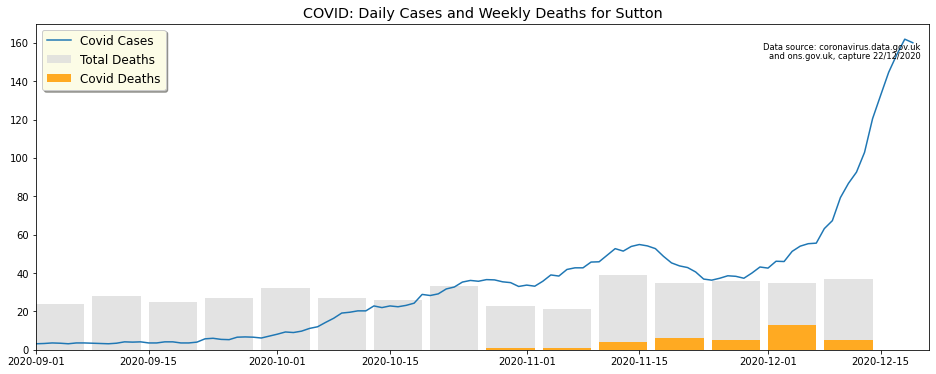 COVID: Daily Cases and Weekly Deaths for Sutton
160
140
120
100
80
60
40
20
0
Covid Cases
Total Deaths
Covid Deaths
Data source: coronavirus.data.gov.uk
and ons.gov.uk, capture 22/12/2020
2020-09-01 2020-09-15 2020-10-01 2020-10-15 2020-11-01 2020-11-15 2020-12-01 2020-12-15